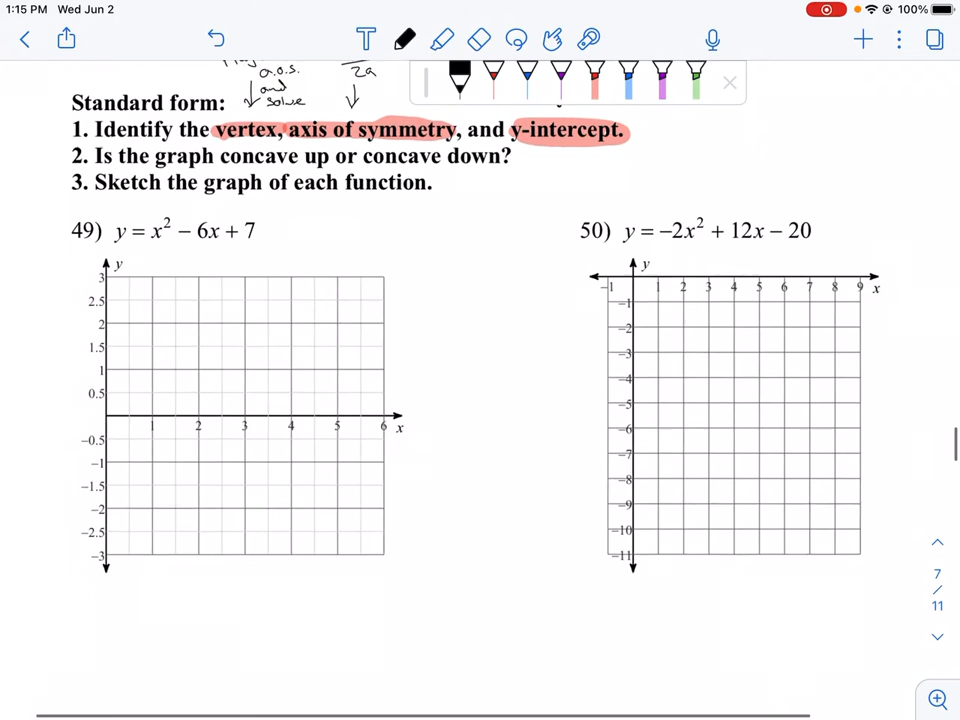 1:15 PM Wed Jun 2
100%
T
a.o.s.
and
solve
2a
Standard form:
1. Identify the vertex, axis of symmetry, and y-intercept.
2. Is the graph concave up or concave down?
3. Sketch the graph of each function.
49) y = x² − 6x + 7
50) y = −2x² + 12x − 20
y
3
2.5
2
1.5
1
0.5
−0.5
−1
−1.5
−2
−2.5
−3
1 2 3 4 5 6 x
y
−1 1 2 3 4 5 6 7 8 9 x
−1
−2
−3
−4
−5
−6
−7
−8
−9
−10
−11
7
/
11